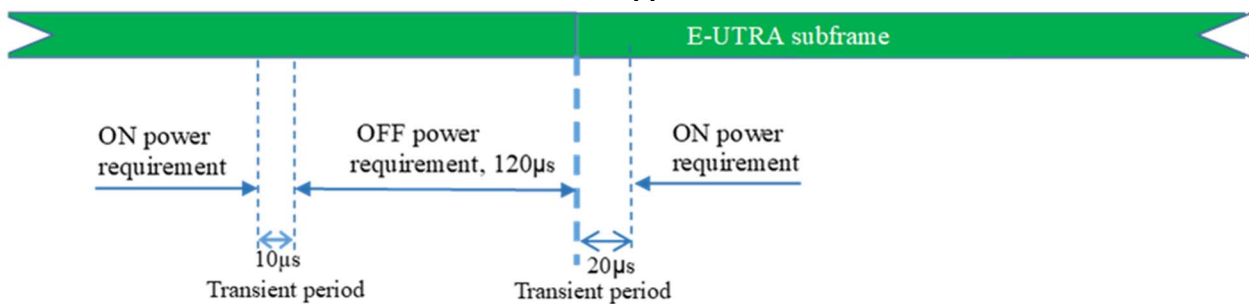 E-UTRA subframe
ON power
requirement
OFF power
requirement, 120µs
ON power
requirement
10µs
Transient period
20µs
Transient period